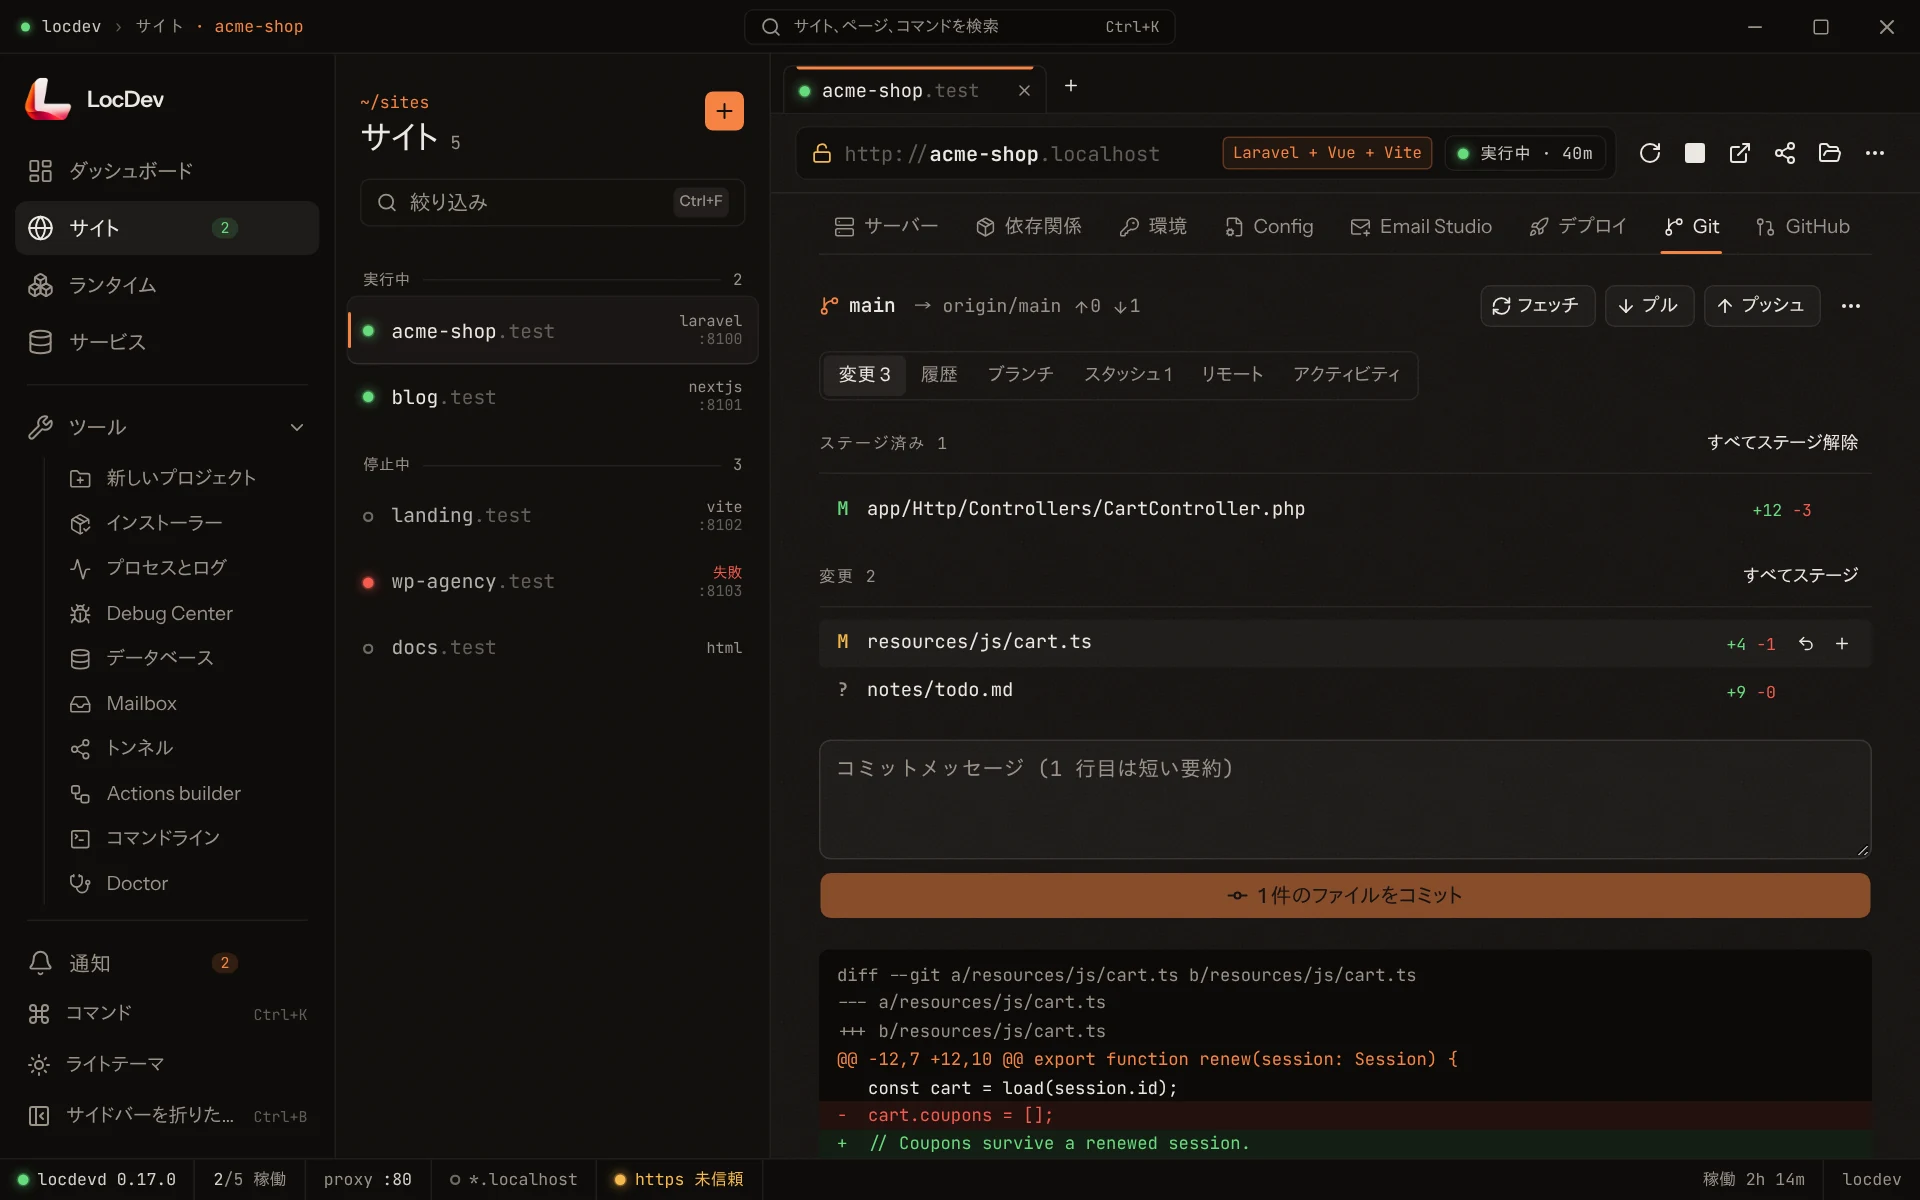 locdev › サイト · acme-shop
サイト、ページ、コマンドを検索 Ctrl+K
LocDev
ダッシュボード
サイト 2
ランタイム
サービス
ツール
新しいプロジェクト
インストーラー
プロセスとログ
Debug Center
データベース
Mailbox
トンネル
Actions builder
コマンドライン
Doctor
通知 2
コマンド Ctrl+K
ライトテーマ
サイドバーを折りた… Ctrl+B
~/sites
サイト 5
絞り込み Ctrl+F
実行中 2
acme-shop.test laravel :8100
blog.test nextjs :8101
停止中 3
landing.test vite :8102
wp-agency.test 失敗 :8103
docs.test html
acme-shop.test
http://acme-shop.localhost Laravel + Vue + Vite 実行中 · 40m
サーバー 依存関係 環境 Config Email Studio デプロイ Git GitHub
main → origin/main ↑0 ↓1 フェッチ プル プッシュ
変更 3 履歴 ブランチ スタッシュ 1 リモート アクティビティ
ステージ済み 1 すべてステージ解除
M app/Http/Controllers/CartController.php +12 -3
変更 2 すべてステージ
M resources/js/cart.ts +4 -1
? notes/todo.md +9 -0
コミットメッセージ (1 行目は短い要約)
1 件のファイルをコミット
diff --git a/resources/js/cart.ts b/resources/js/cart.ts
--- a/resources/js/cart.ts
+++ b/resources/js/cart.ts
@@ -12,7 +12,10 @@ export function renew(session: Session) {
const cart = load(session.id);
- cart.coupons = [];
+ // Coupons survive a renewed session.
locdevd 0.17.0 2/5 稼働 proxy :80 *.localhost https 未信頼 稼働 2h 14m locdev